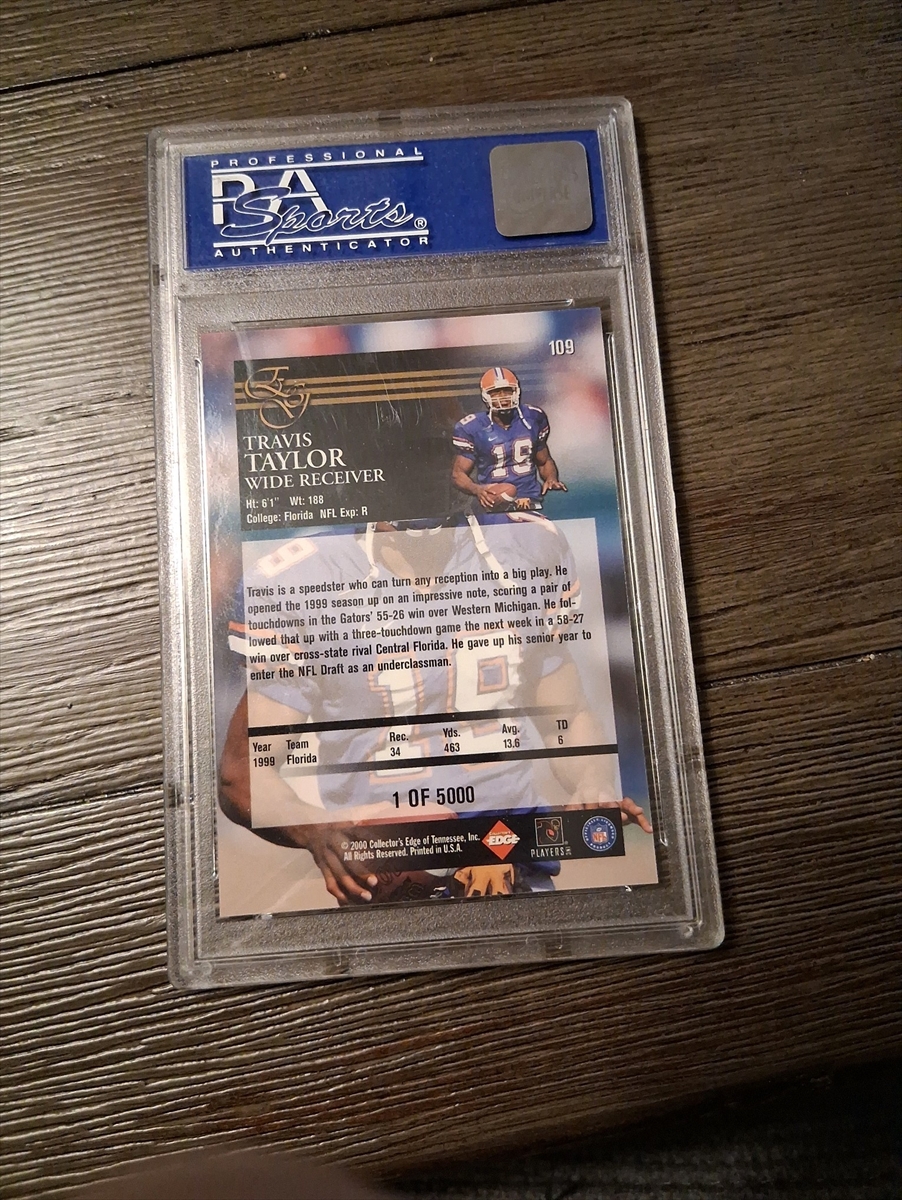 PROFESSIONAL
PSA
Sports®
AUTHENTICATOR
109
EG
TRAVIS
TAYLOR
WIDE RECEIVER
Ht: 6'1" Wt: 188
College: Florida NFL Exp: R
19
Travis is a speedster who can turn any reception into a big play. He
opened the 1999 season up on an impressive note, scoring a pair of
touchdowns in the Gators' 55-26 win over Western Michigan. He fol-
lowed that up with a three-touchdown game the next week in a 58-27
win over cross-state rival Central Florida. He gave up his senior year to
enter the NFL Draft as an underclassman.
Year Team Rec. Yds. Avg. TD
1999 Florida 34 463 13.6 6
1 OF 5000
© 2000 Collector's Edge of Tennessee, Inc.
All Rights Reserved. Printed in U.S.A.
EDGE
PLAYERS INC
NFL